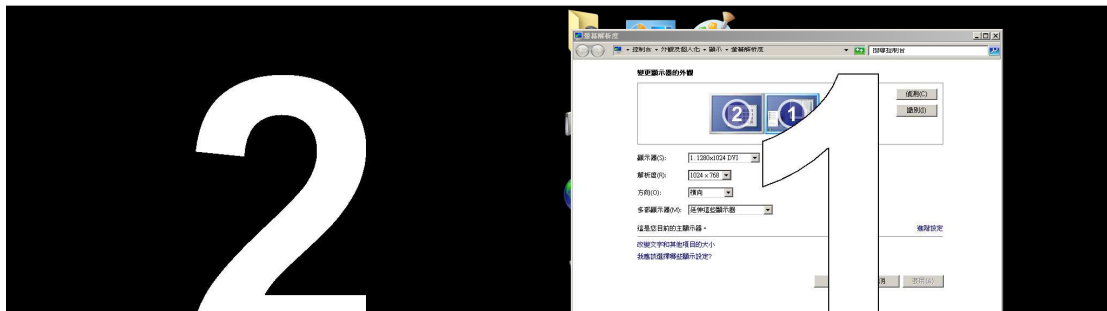 2
螢幕解析度
控制台 ▸ 外觀及個人化 ▸ 顯示 ▸ 螢幕解析度
搜尋控制台
變更顯示器的外觀
2
1
偵測(C)
識別(I)
顯示器(S): 1. 1280x1024 DVI
解析度(R): 1024 × 768
方向(O): 橫向
多部顯示器(M): 延伸這些顯示器
這是您目前的主顯示器。
進階設定
改變文字和其他項目的大小
我應該選擇哪些顯示設定?
消
套用(A)
1